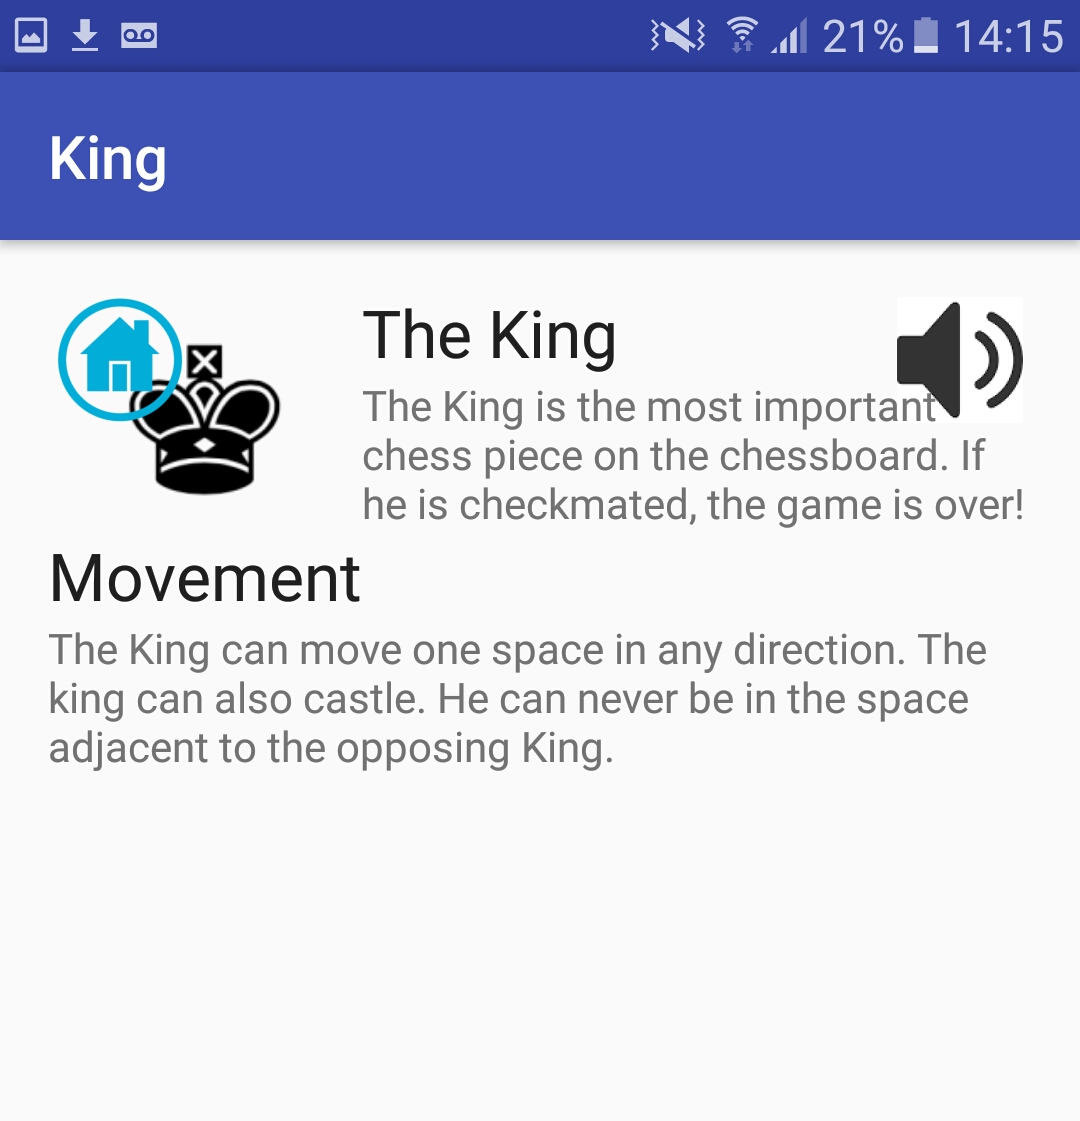 21% 14:15
King
The King
The King is the most important
chess piece on the chessboard. If
he is checkmated, the game is over!
Movement
The King can move one space in any direction. The
king can also castle. He can never be in the space
adjacent to the opposing King.